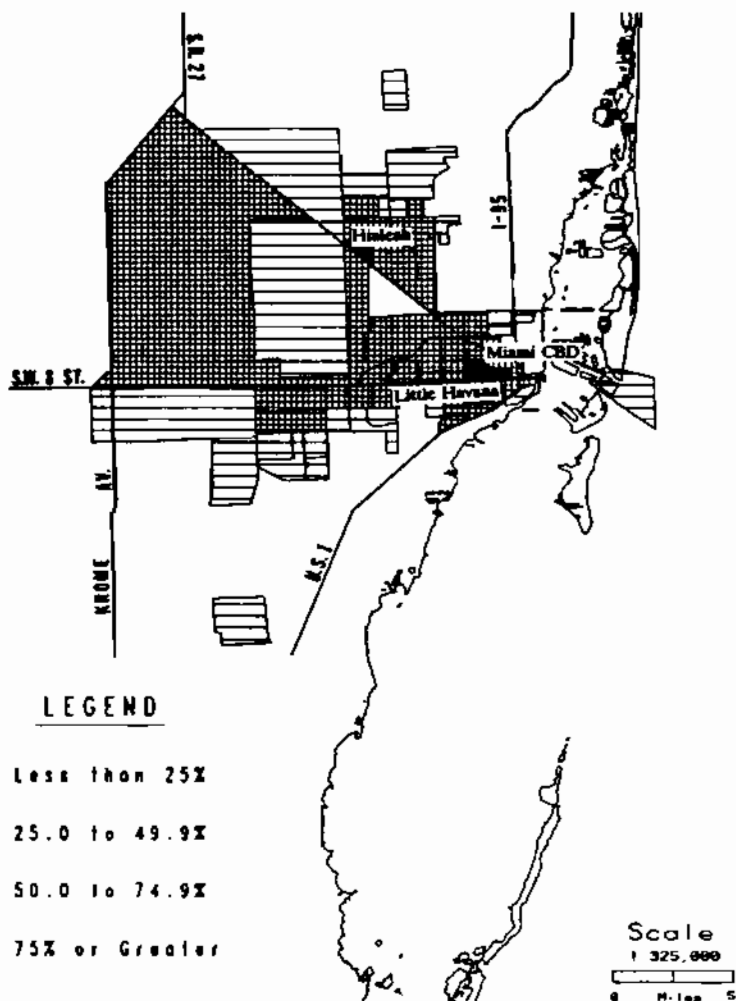 S.R. 27
I-95
Hialeah
Miami CBD
S.W. 8 ST.
Little Havana
AV.
KROME
U.S. 1
LEGEND
Less than 25%
25.0 to 49.9%
50.0 to 74.9%
75% or Greater
Scale
1 325,000
0 Miles 5